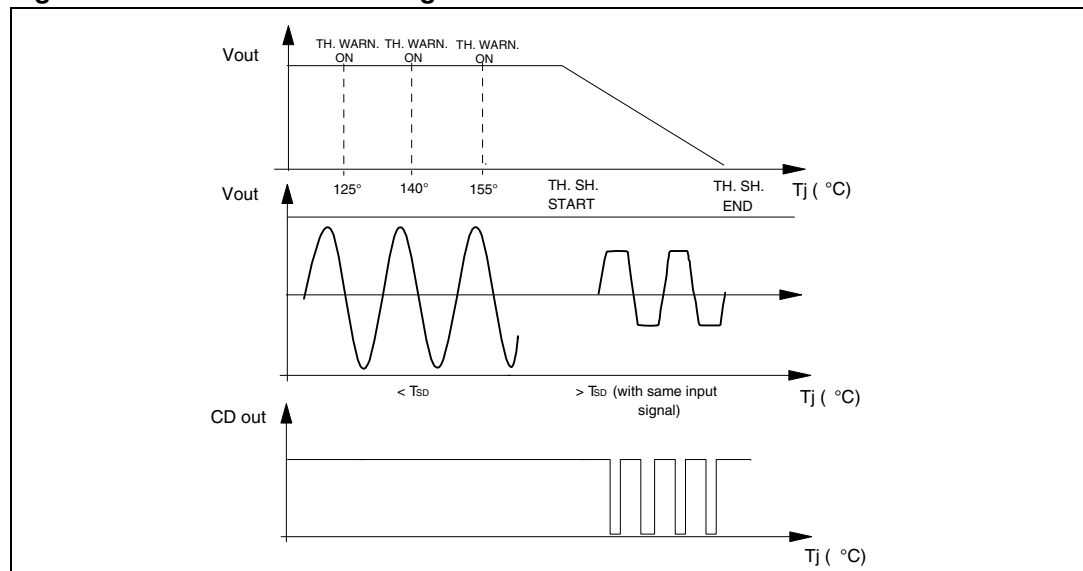 Vout
TH. WARN. TH. WARN. TH. WARN.
ON ON ON
125° 140° 155°
TH. SH.
START
TH. SH.
END
Tj ( °C)
Vout
< TSD
> TSD (with same input
signal)
Tj ( °C)
CD out
Tj ( °C)